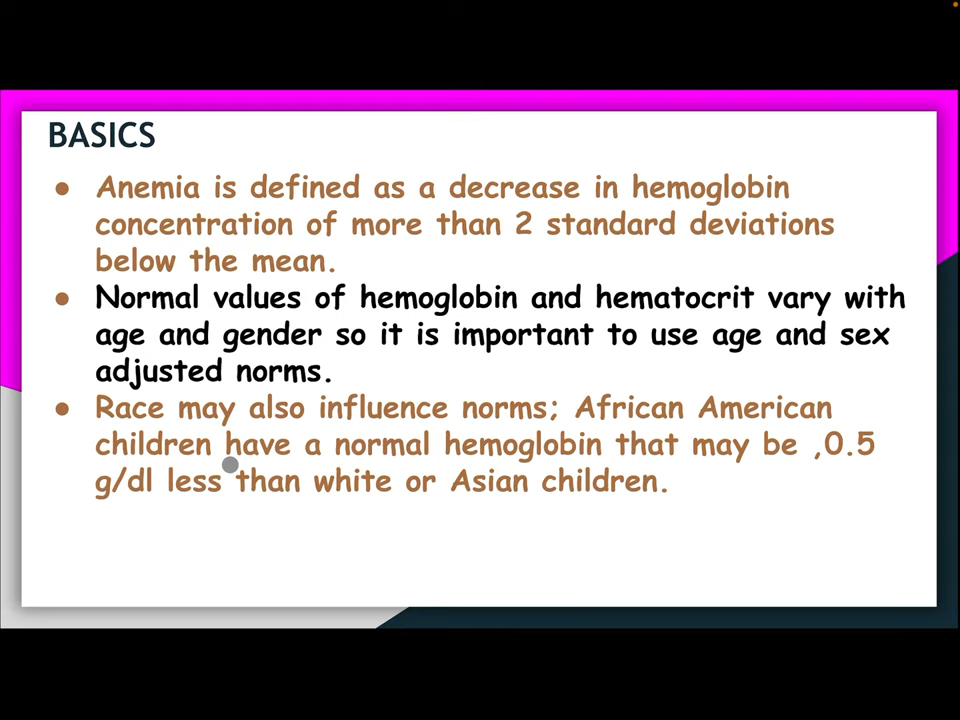 BASICS
● Anemia is defined as a decrease in hemoglobin
concentration of more than 2 standard deviations
below the mean.
● Normal values of hemoglobin and hematocrit vary with
age and gender so it is important to use age and sex
adjusted norms.
● Race may also influence norms; African American
children have a normal hemoglobin that may be ,0.5
g/dl less than white or Asian children.